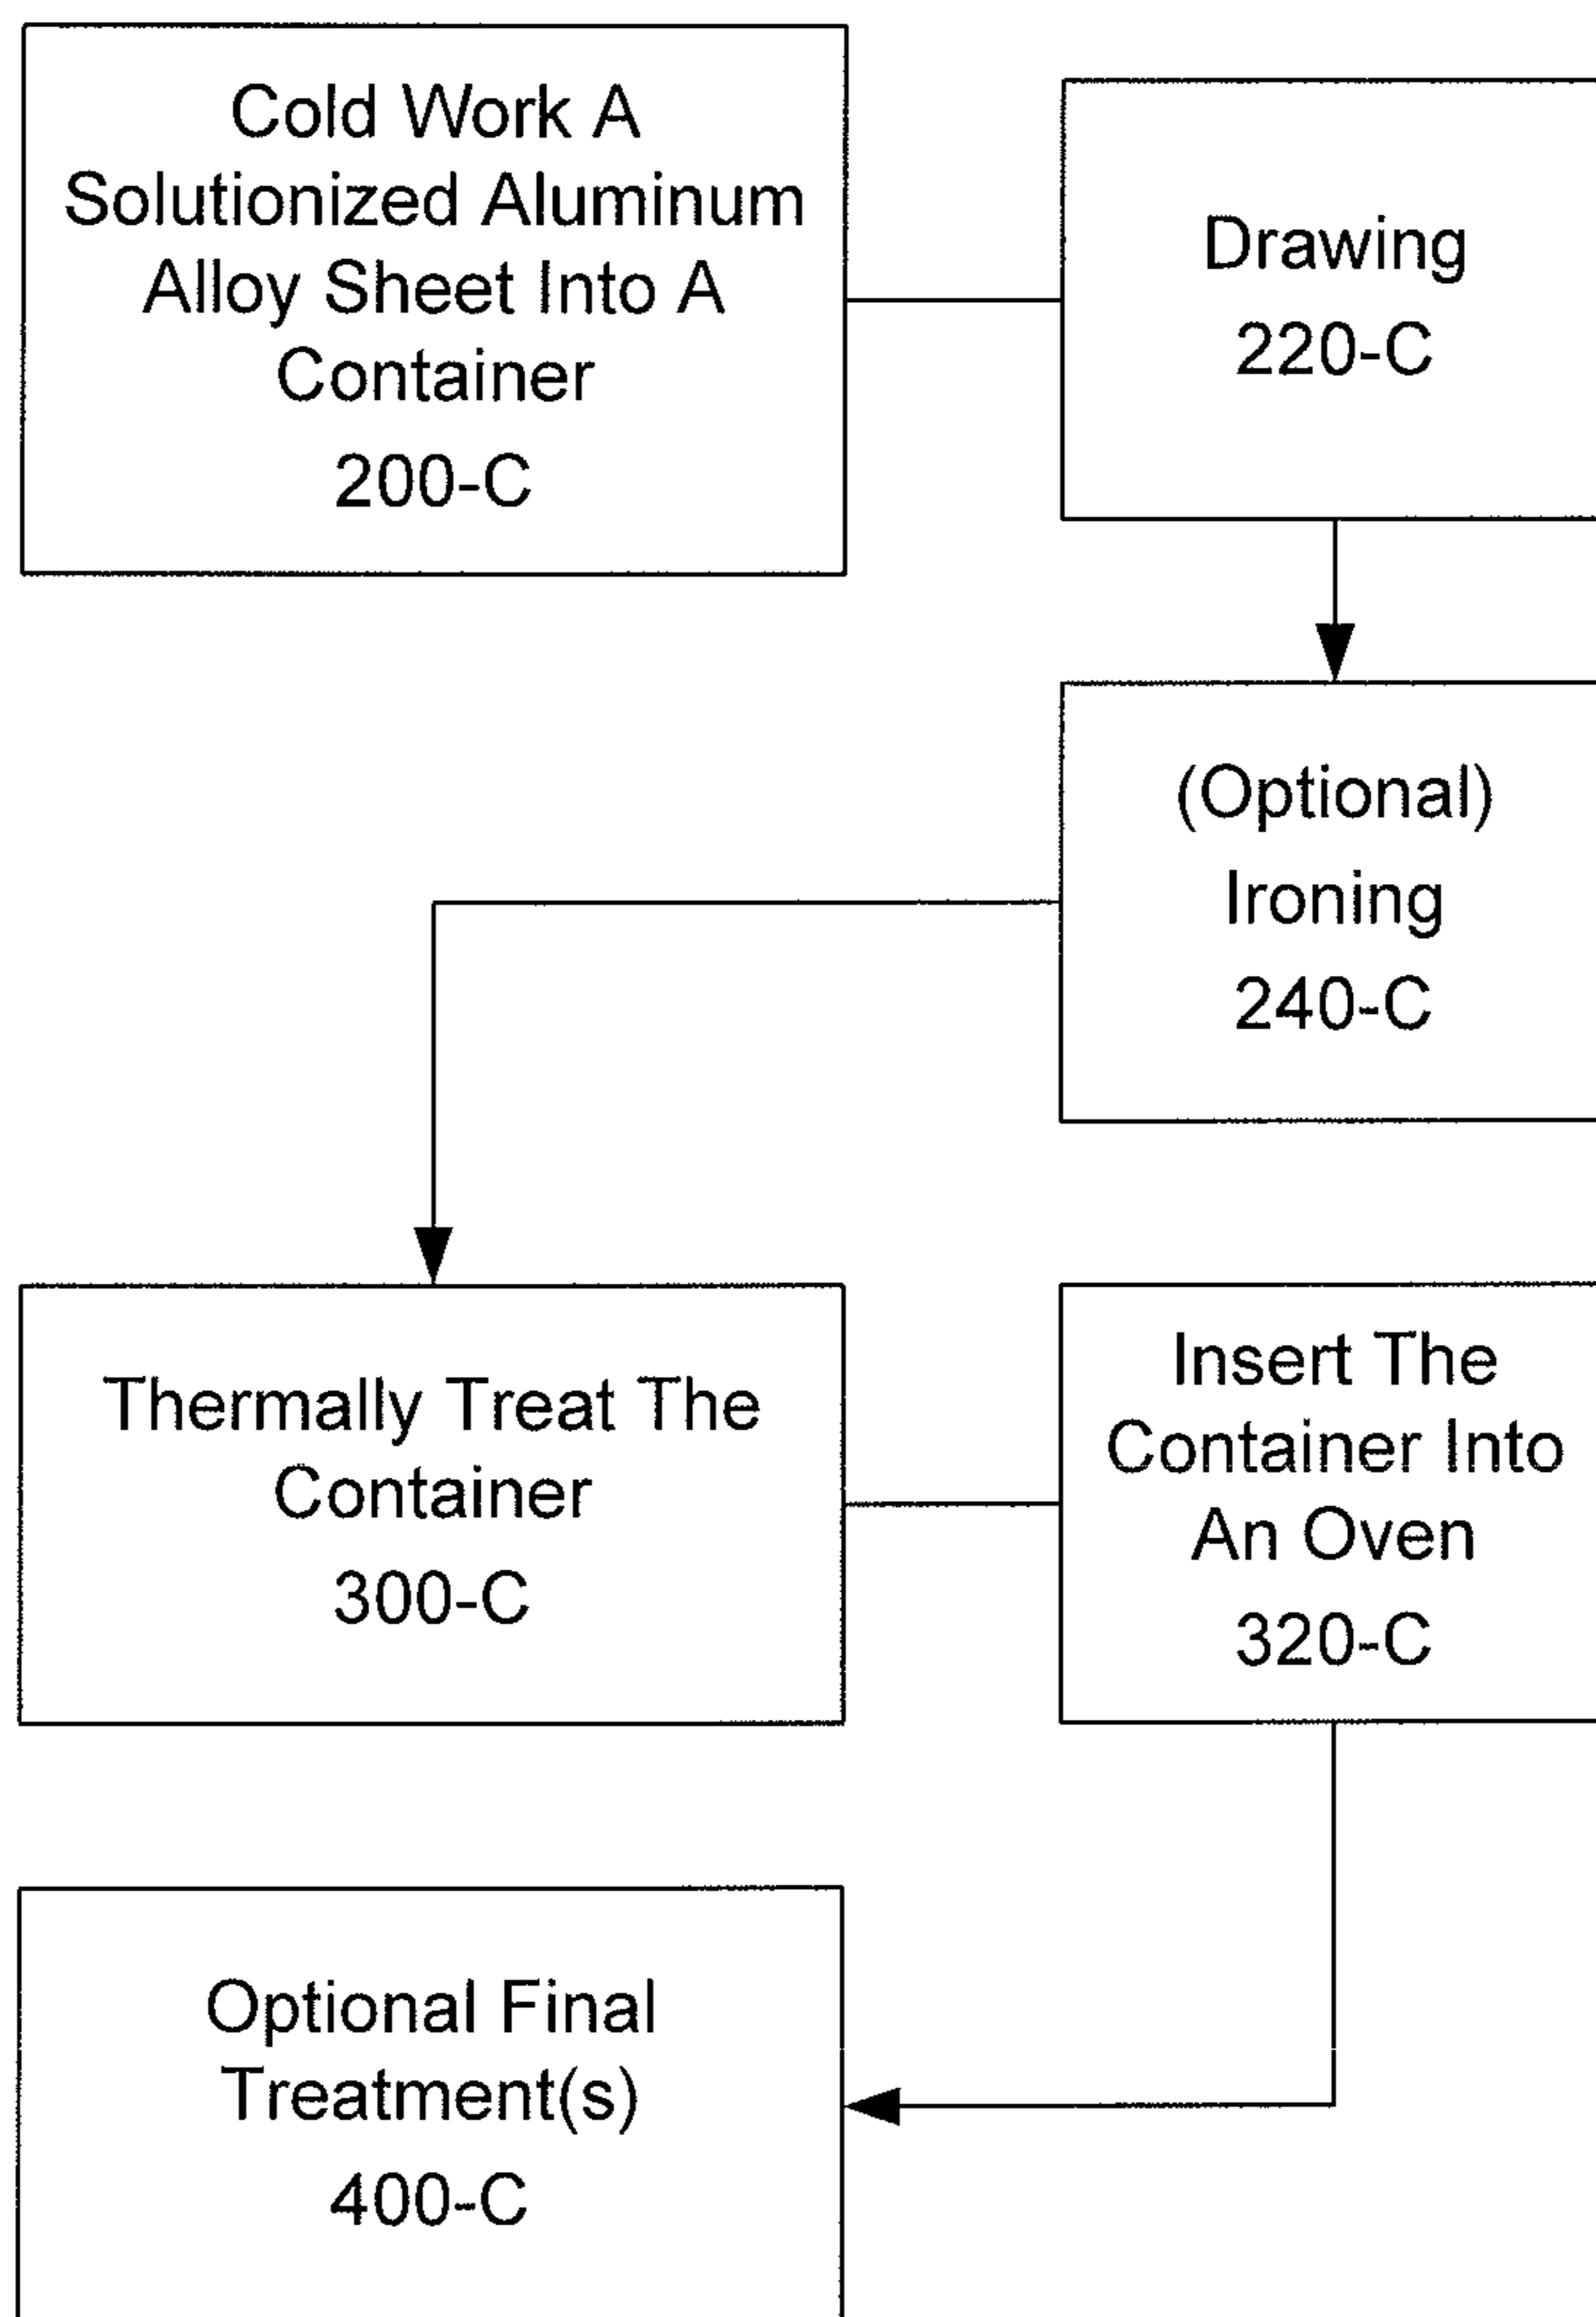 Cold Work A
Solutionized Aluminum
Alloy Sheet Into A
Container
200-C
Drawing
220-C
(Optional)
Ironing
240-C
Thermally Treat The
Container
300-C
Insert The
Container Into
An Oven
320-C
Optional Final
Treatment(s)
400-C